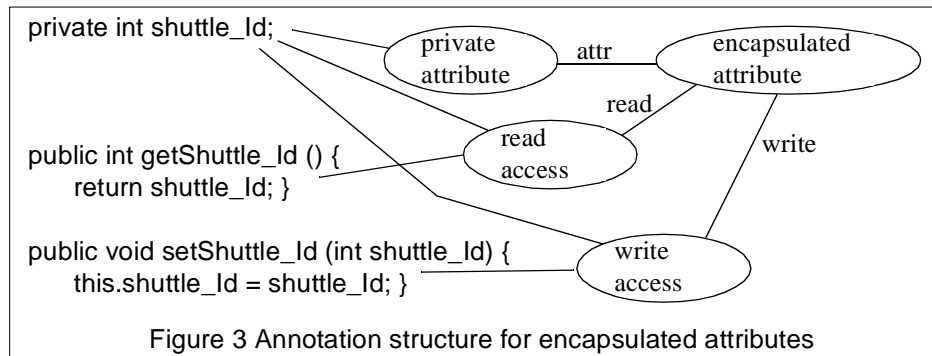 private int shuttle_Id;
private
attribute
attr
encapsulated
attribute
read
public int getShuttle_Id () {
return shuttle_Id; }
read
access
write
public void setShuttle_Id (int shuttle_Id) {
this.shuttle_Id = shuttle_Id; }
write
access
Figure 3 Annotation structure for encapsulated attributes